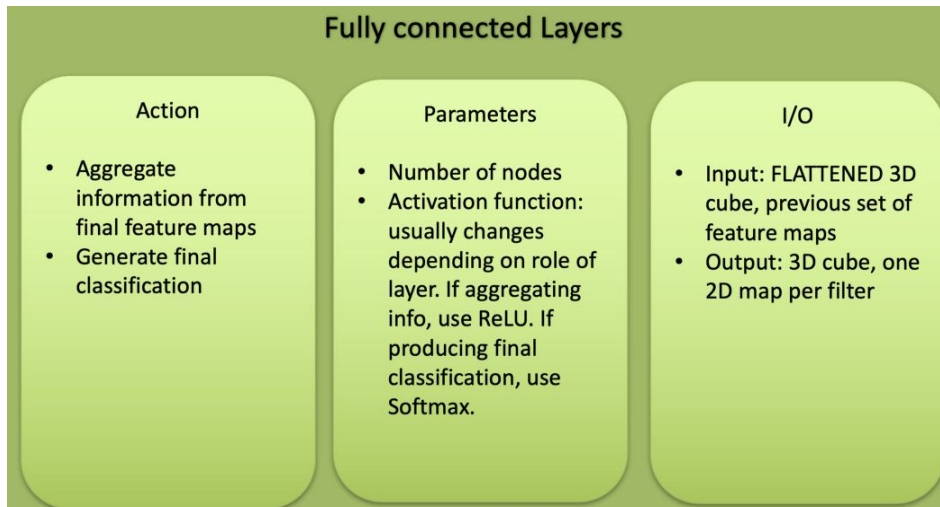 Fully connected Layers
Action
• Aggregate
information from
final feature maps
• Generate final
classification
Parameters
• Number of nodes
• Activation function:
usually changes
depending on role of
layer. If aggregating
info, use ReLU. If
producing final
classification, use
Softmax.
I/O
• Input: FLATTENED 3D
cube, previous set of
feature maps
• Output: 3D cube, one
2D map per filter